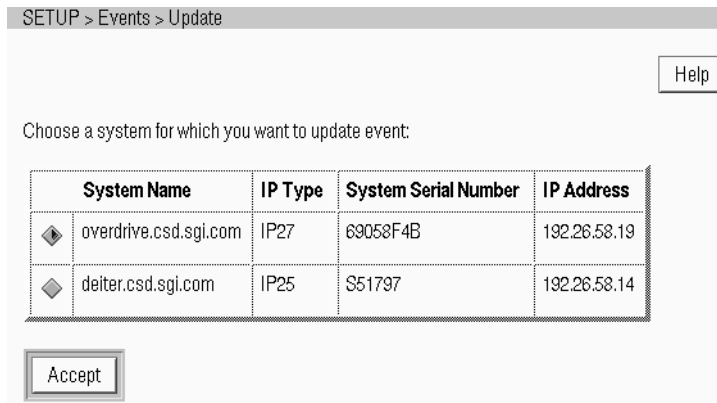 SETUP > Events > Update
Help
Choose a system for which you want to update event:
System Name IP Type System Serial Number IP Address
overdrive.csd.sgi.com IP27 69058F4B 192.26.58.19
deiter.csd.sgi.com IP25 S51797 192.26.58.14
Accept